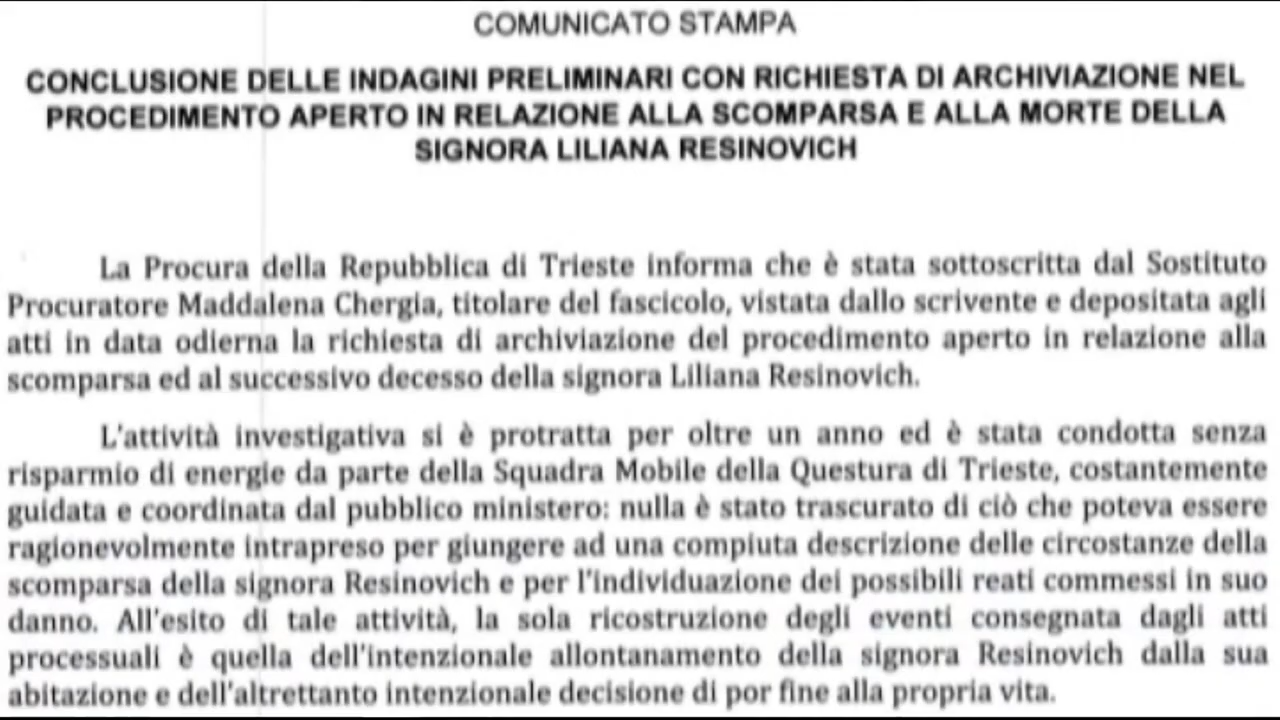 COMUNICATO STAMPA
CONCLUSIONE DELLE INDAGINI PRELIMINARI CON RICHIESTA DI ARCHIVIAZIONE NEL
PROCEDIMENTO APERTO IN RELAZIONE ALLA SCOMPARSA E ALLA MORTE DELLA
SIGNORA LILIANA RESINOVICH
La Procura della Repubblica di Trieste informa che è stata sottoscritta dal Sostituto
Procuratore Maddalena Chergia, titolare del fascicolo, vistata dallo scrivente e depositata agli
atti in data odierna la richiesta di archiviazione del procedimento aperto in relazione alla
scomparsa ed al successivo decesso della signora Liliana Resinovich.
L'attività investigativa si è protratta per oltre un anno ed è stata condotta senza
risparmio di energie da parte della Squadra Mobile della Questura di Trieste, costantemente
guidata e coordinata dal pubblico ministero: nulla è stato trascurato di ciò che poteva essere
ragionevolmente intrapreso per giungere ad una compiuta descrizione delle circostanze della
scomparsa della signora Resinovich e per l'individuazione dei possibili reati commessi in suo
danno. All'esito di tale attività, la sola ricostruzione degli eventi consegnata dagli atti
processuali è quella dell'intenzionale allontanamento della signora Resinovich dalla sua
abitazione e dell'altrettanto intenzionale decisione di por fine alla propria vita.